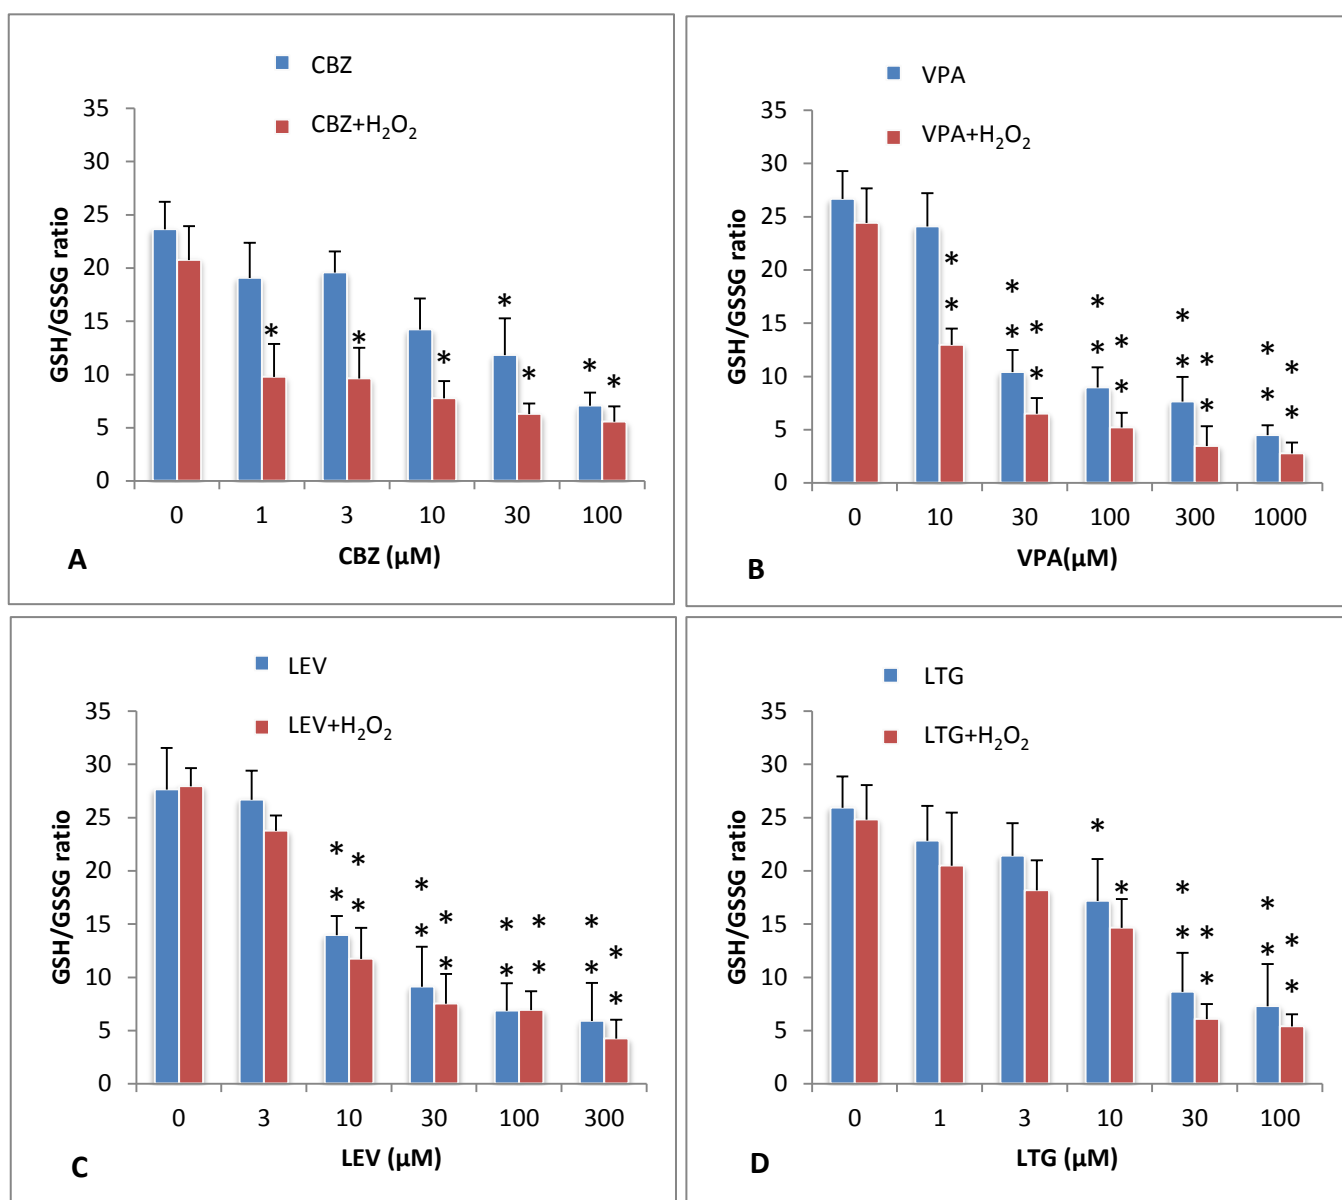 CBZ
CBZ+H₂O₂
GSH/GSSG ratio
35
30
25
20
15
10
5
0
* * * * * * *
0 1 3 10 30 100
CBZ (µM)
A
VPA
VPA+H₂O₂
GSH/GSSG ratio
35
30
25
20
15
10
5
0
* * * * * * * * *
* * * * * * * * *
0 10 30 100 300 1000
VPA(µM)
B
LEV
LEV+H₂O₂
GSH/GSSG ratio
35
30
25
20
15
10
5
0
* * * * * * * *
* * * * * * * *
0 3 10 30 100 300
LEV (µM)
C
LTG
LTG+H₂O₂
GSH/GSSG ratio
35
30
25
20
15
10
5
0
* * * * * *
* * * *
0 1 3 10 30 100
LTG (µM)
D